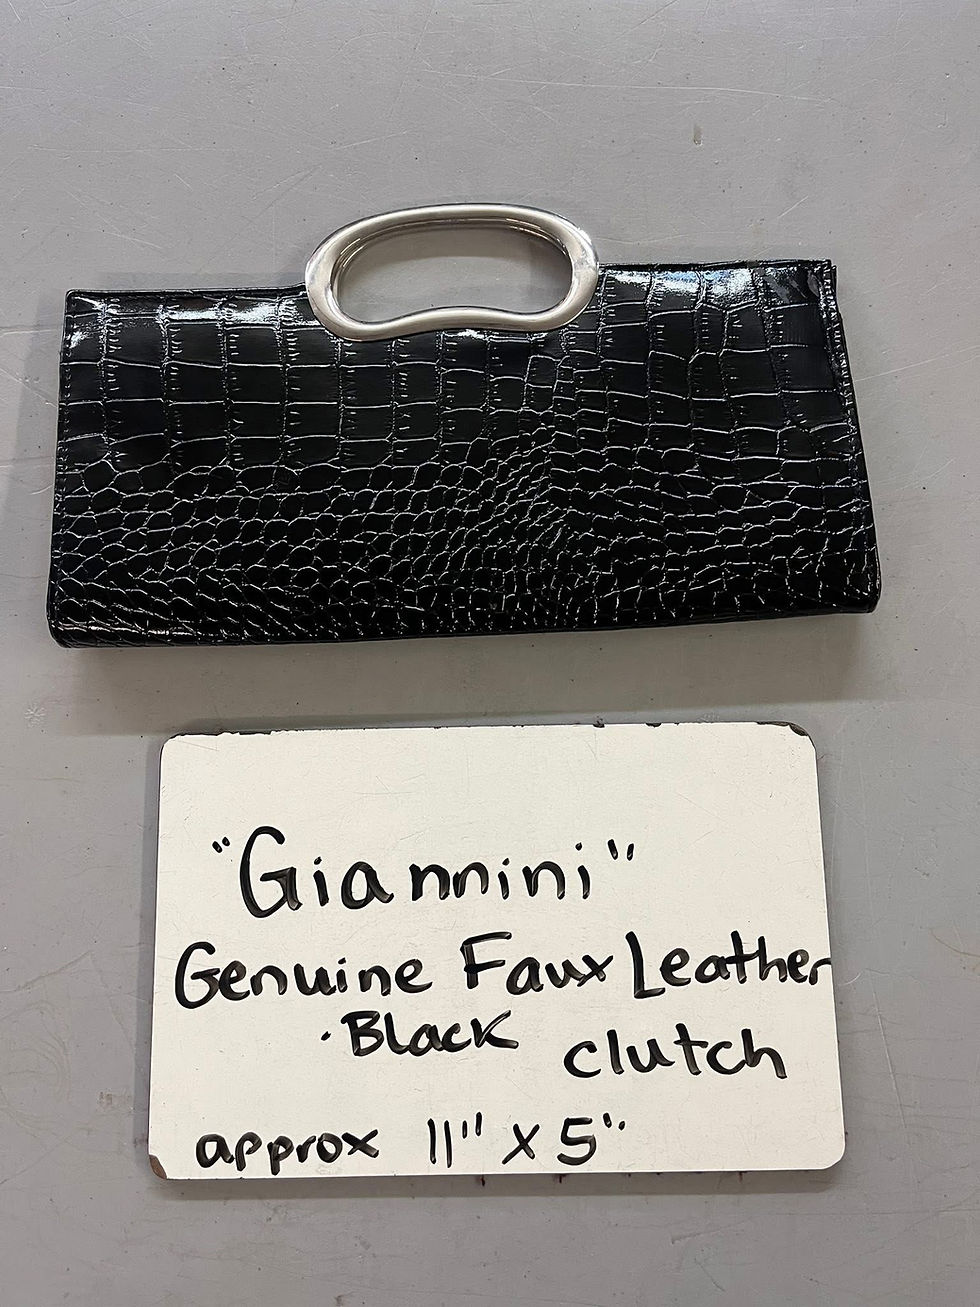 "Giannini"
Genuine Faux Leather
·Black clutch
approx 11" x 5"